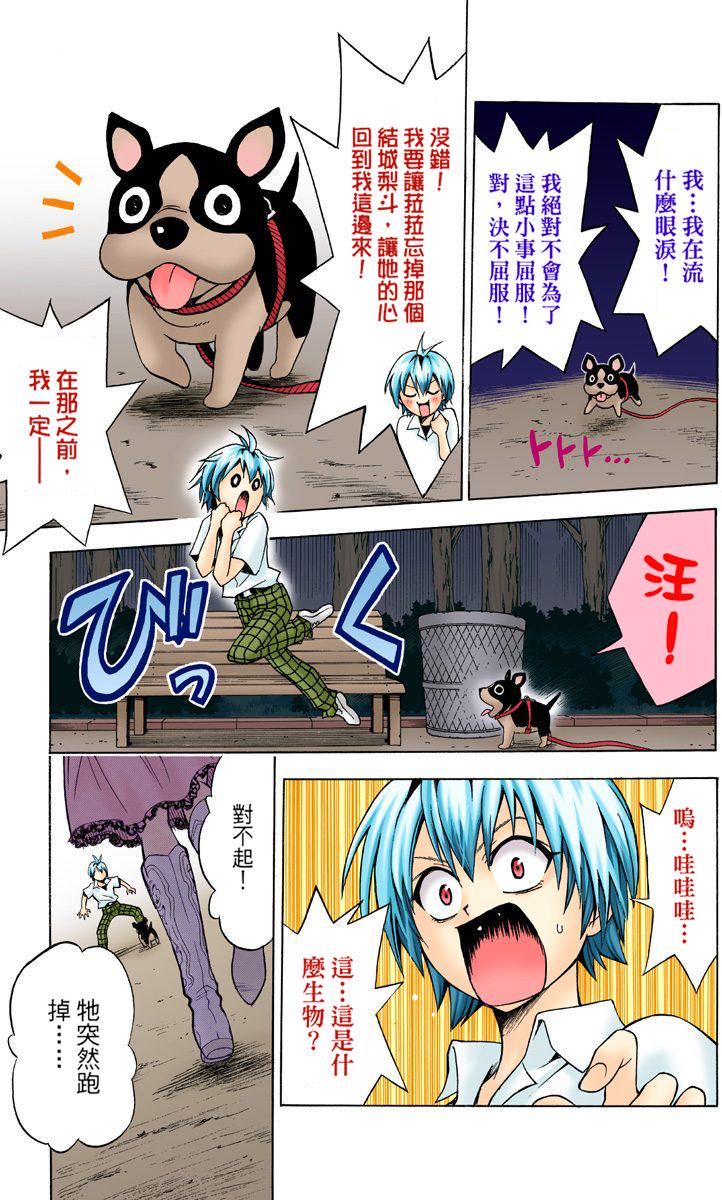 我…我在流
什麼眼淚！
我絕對不會為了
這點小事屈服！
對，決不屈服！
トトト…
沒錯！
我要讓菈菈忘掉那個
結城梨斗，讓她的心
回到我這邊來！
在那之前，
我一定——
汪！
びっくっ
嗚…哇哇哇…
這…這是什
麼生物？
對不起！
牠突然跑
掉……